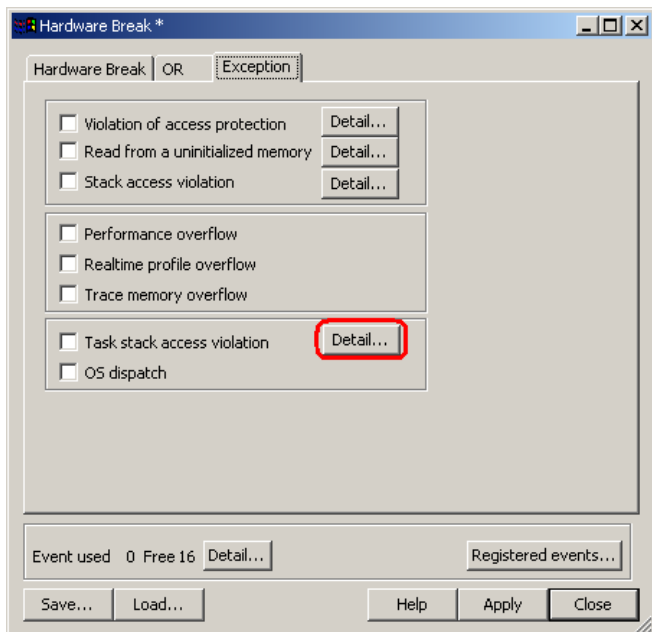 Hardware Break *
Hardware Break OR Exception
Violation of access protection Detail...
Read from a uninitialized memory Detail...
Stack access violation Detail...
Performance overflow
Realtime profile overflow
Trace memory overflow
Task stack access violation Detail...
OS dispatch
Event used 0 Free 16 Detail... Registered events...
Save... Load... Help Apply Close